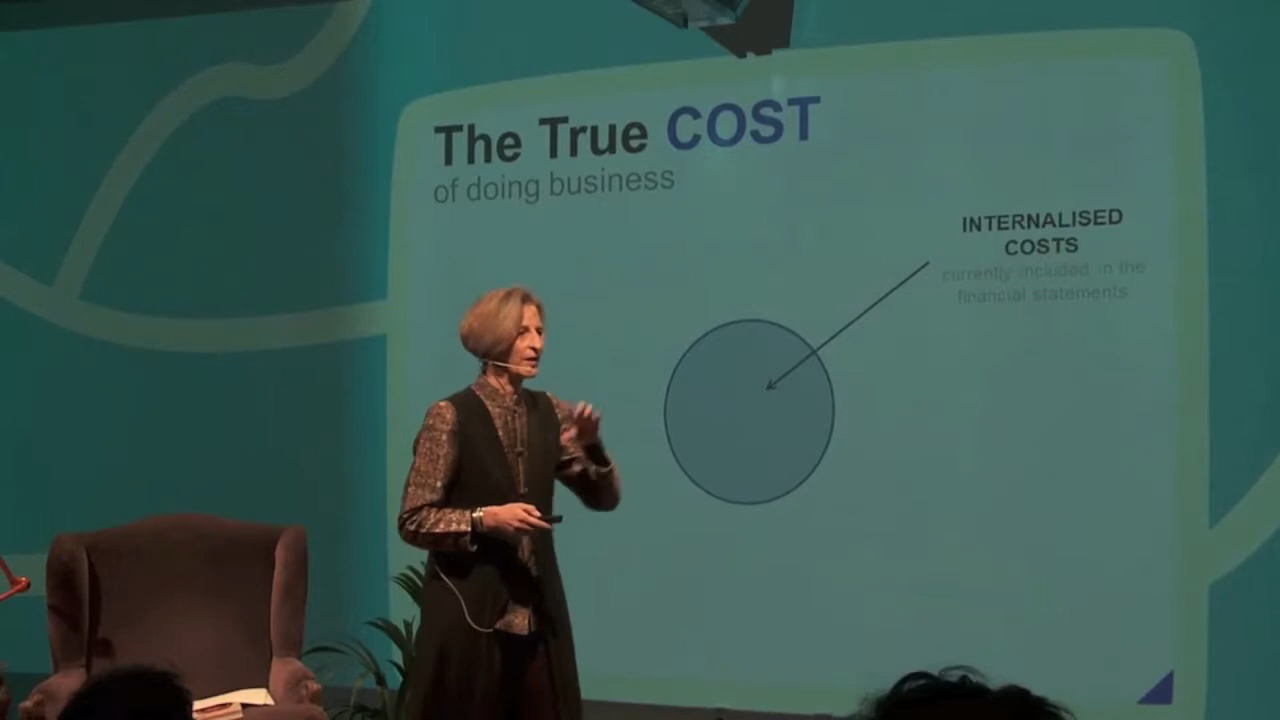 The True COST
of doing business
INTERNALISED
COSTS
currently included in the
financial statements